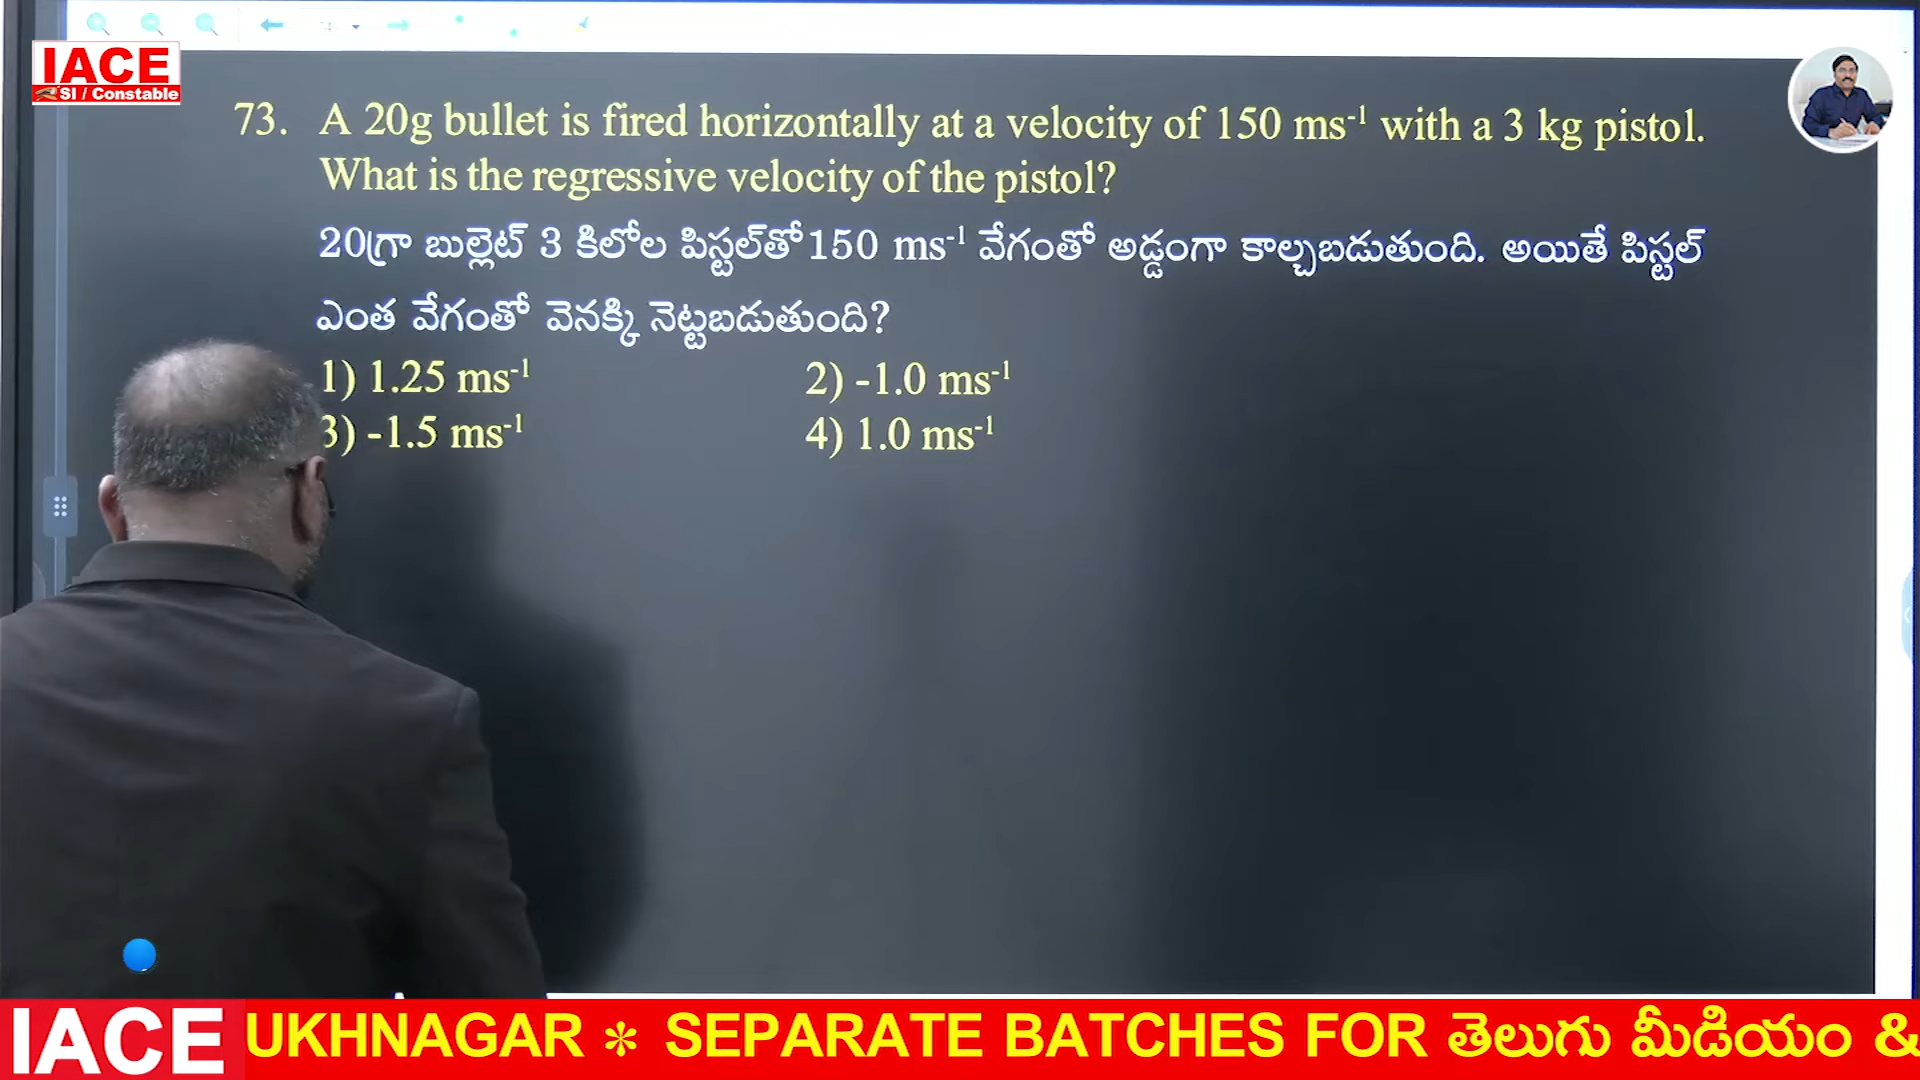 IACE
SI / Constable
73. A 20g bullet is fired horizontally at a velocity of 150 ms⁻¹ with a 3 kg pistol.
What is the regressive velocity of the pistol?
20గ్రా బుల్లెట్ 3 కిలోల పిస్టల్‌తో 150 ms⁻¹ వేగంతో అడ్డంగా కాల్చబడుతుంది. అయితే పిస్టల్
ఎంత వేగంతో వెనక్కి నెట్టబడుతుంది?
1) 1.25 ms⁻¹ 2) -1.0 ms⁻¹
3) -1.5 ms⁻¹ 4) 1.0 ms⁻¹
IACE UKHNAGAR * SEPARATE BATCHES FOR తెలుగు మీడియం &